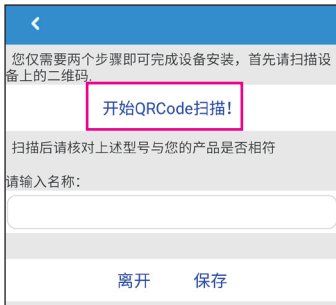 您仅需要两个步骤即可完成设备安装，首先请扫描设
备上的二维码.
开始QRCode扫描！
扫描后请核对上述型号与您的产品是否相符
请输入名称：
离开 保存